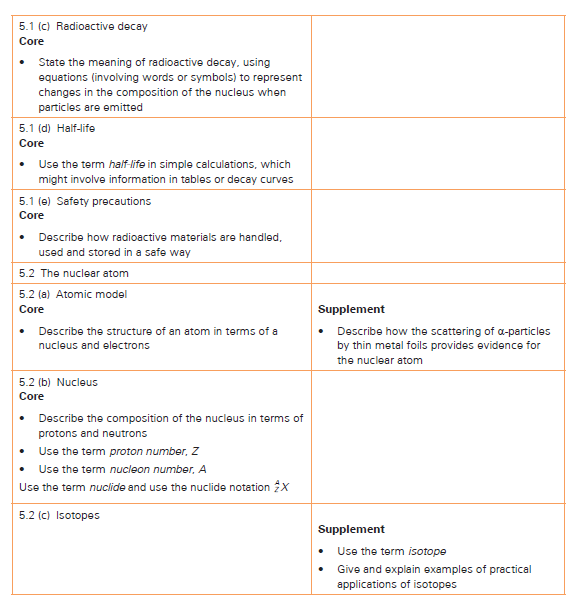 5.1 (c) Radioactive decay
Core
• State the meaning of radioactive decay, using
equations (involving words or symbols) to represent
changes in the composition of the nucleus when
particles are emitted
5.1 (d) Half-life
Core
• Use the term half-life in simple calculations, which
might involve information in tables or decay curves
5.1 (e) Safety precautions
Core
• Describe how radioactive materials are handled,
used and stored in a safe way
5.2 The nuclear atom
5.2 (a) Atomic model
Core
• Describe the structure of an atom in terms of a
nucleus and electrons
Supplement
• Describe how the scattering of α-particles
by thin metal foils provides evidence for
the nuclear atom
5.2 (b) Nucleus
Core
• Describe the composition of the nucleus in terms of
protons and neutrons
• Use the term proton number, Z
• Use the term nucleon number, A
Use the term nuclide and use the nuclide notation ᴬ_Z X
5.2 (c) Isotopes
Supplement
• Use the term isotope
• Give and explain examples of practical
applications of isotopes